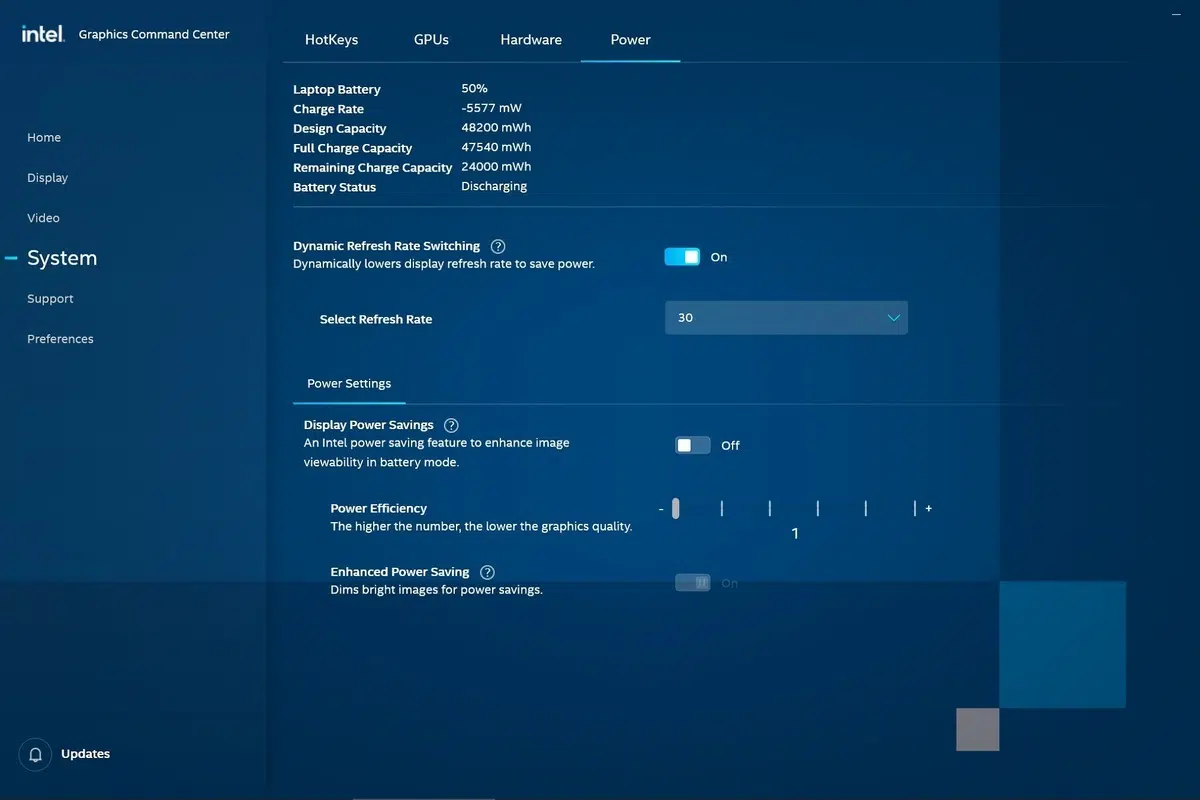 intel. Graphics Command Center
HotKeys GPUs Hardware Power
Laptop Battery 50%
Charge Rate -5577 mW
Design Capacity 48200 mWh
Full Charge Capacity 47540 mWh
Remaining Charge Capacity 24000 mWh
Battery Status Discharging
Home
Display
Video
System
Support
Preferences
Dynamic Refresh Rate Switching ?
Dynamically lowers display refresh rate to save power.
On
Select Refresh Rate 30
Power Settings
Display Power Savings ?
An Intel power saving feature to enhance image
viewability in battery mode.
Off
Power Efficiency
The higher the number, the lower the graphics quality.
- +
1
Enhanced Power Saving ?
Dims bright images for power savings.
On
Updates